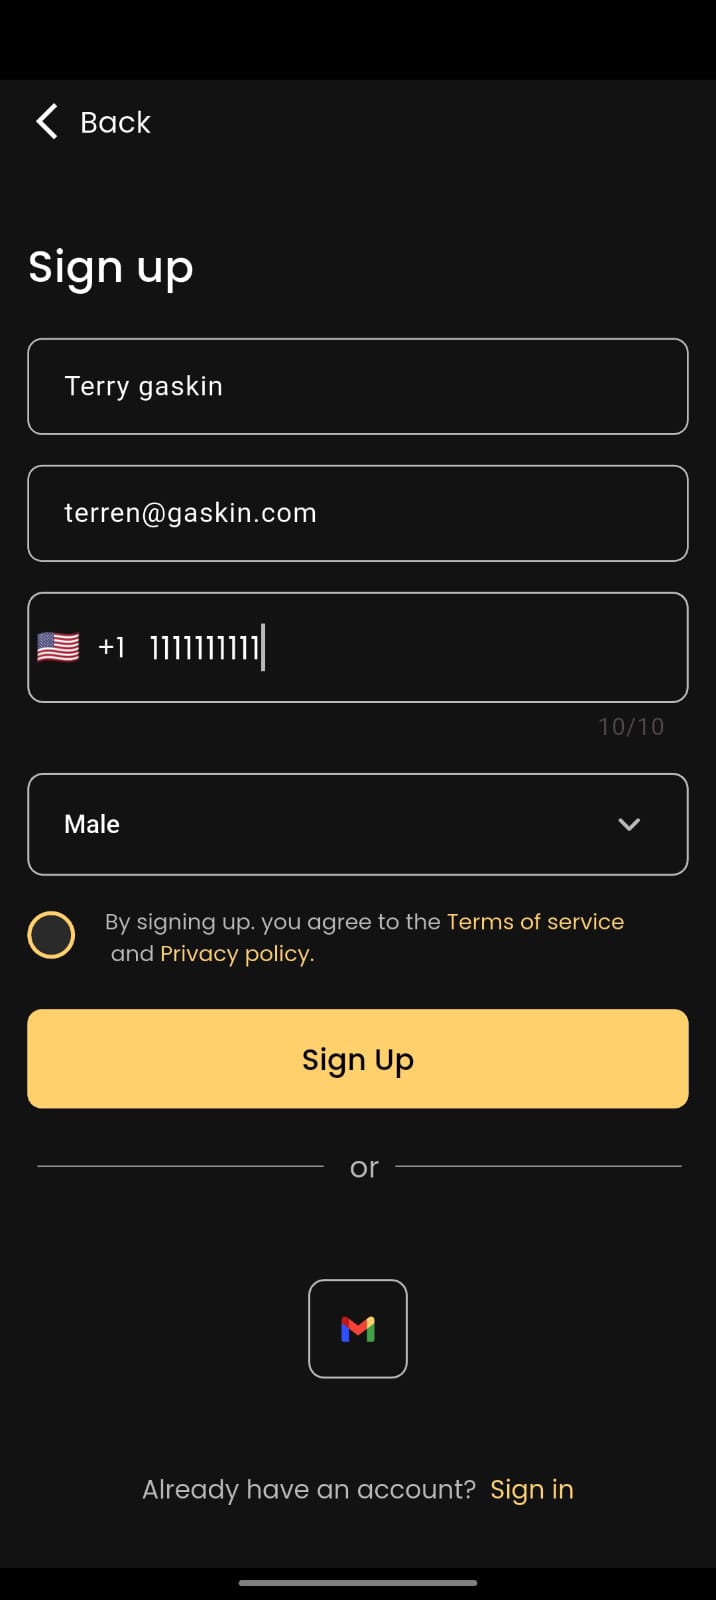 Back
Sign up
Terry gaskin
terren@gaskin.com
+1 1111111111
10/10
Male
By signing up. you agree to the Terms of service
and Privacy policy.
Sign Up
or
Already have an account? Sign in